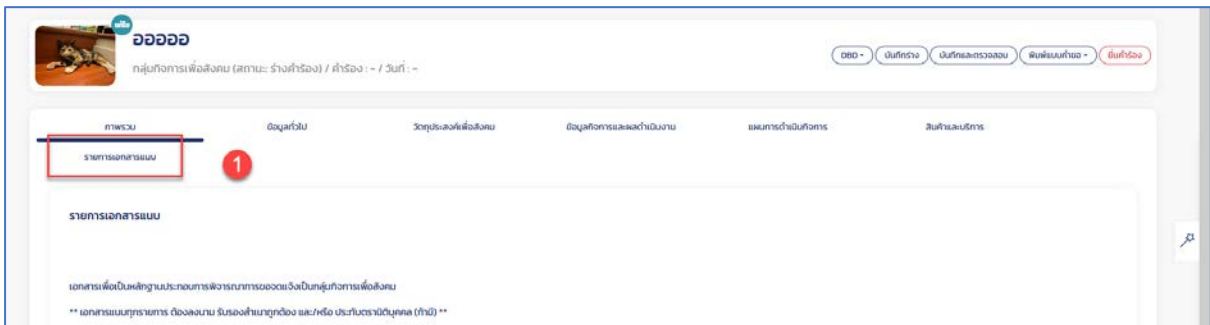 แก้ไข
ออออออ
กลุ่มกิจการเพื่อสังคม (สถานะ: ร่างคำร้อง) / คำร้อง : - / วันที่ : -
DBD -
บันทึกร่าง
บันทึกและตรวจสอบ
พิมพ์แบบคำขอ -
ยื่นคำร้อง
ภาพรวม
ข้อมูลทั่วไป
วัตถุประสงค์เพื่อสังคม
ข้อมูลกิจการและผลดำเนินงาน
แผนการดำเนินกิจการ
สินค้าและบริการ
รายการเอกสารแนบ
1
รายการเอกสารแนบ
เอกสารเพื่อเป็นหลักฐานประกอบการพิจารณาการขอจดแจ้งเป็นกลุ่มกิจการเพื่อสังคม
** เอกสารแนบทุกรายการ ต้องลงนาม รับรองสำเนาถูกต้อง และ/หรือ ประทับตรานิติบุคคล (ถ้ามี) **